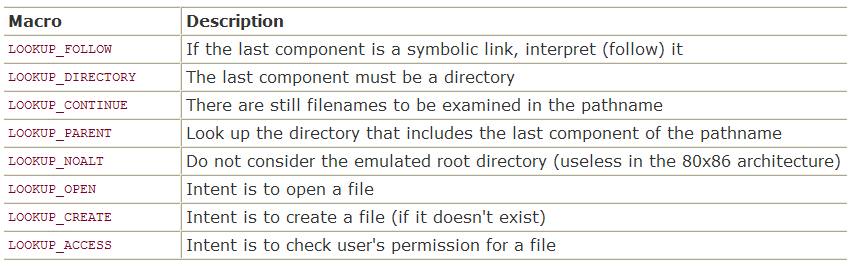 Macro Description
LOOKUP_FOLLOW If the last component is a symbolic link, interpret (follow) it
LOOKUP_DIRECTORY The last component must be a directory
LOOKUP_CONTINUE There are still filenames to be examined in the pathname
LOOKUP_PARENT Look up the directory that includes the last component of the pathname
LOOKUP_NOALT Do not consider the emulated root directory (useless in the 80x86 architecture)
LOOKUP_OPEN Intent is to open a file
LOOKUP_CREATE Intent is to create a file (if it doesn't exist)
LOOKUP_ACCESS Intent is to check user's permission for a file